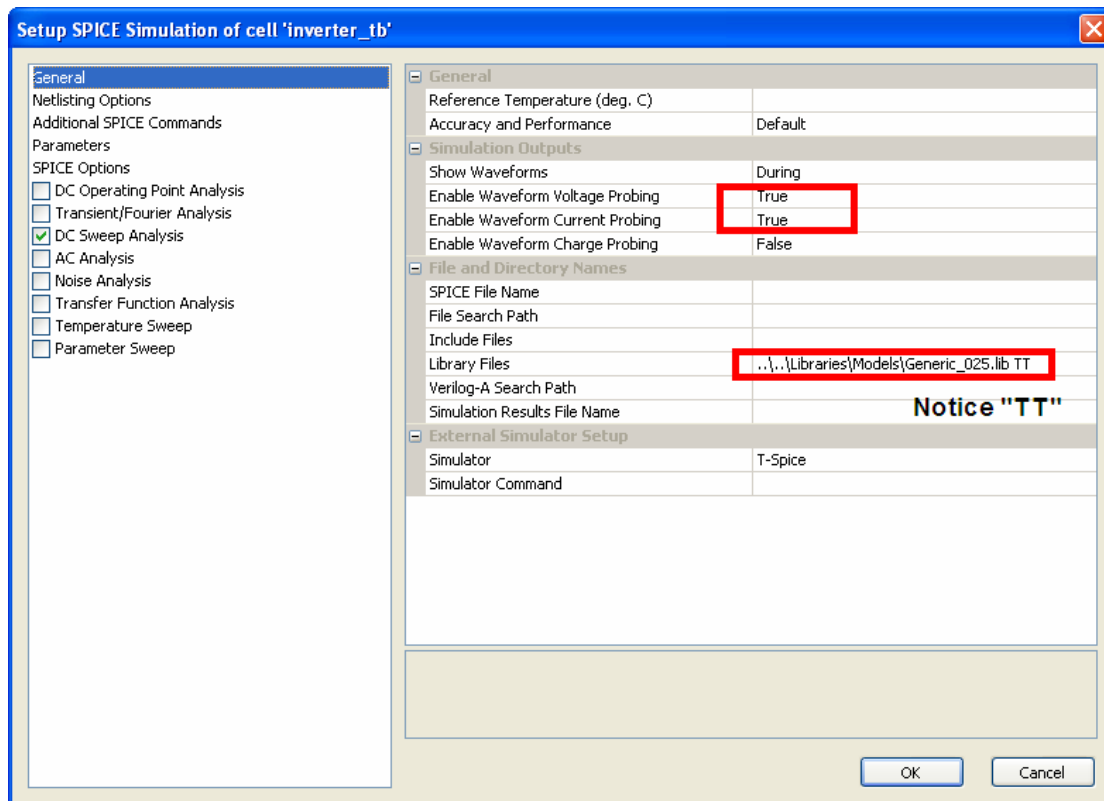 Setup SPICE Simulation of cell 'inverter_tb'
General
Netlisting Options
Additional SPICE Commands
Parameters
SPICE Options
DC Operating Point Analysis
Transient/Fourier Analysis
DC Sweep Analysis
AC Analysis
Noise Analysis
Transfer Function Analysis
Temperature Sweep
Parameter Sweep
General
Reference Temperature (deg. C)
Accuracy and Performance Default
Simulation Outputs
Show Waveforms During
Enable Waveform Voltage Probing True
Enable Waveform Current Probing True
Enable Waveform Charge Probing False
File and Directory Names
SPICE File Name
File Search Path
Include Files
Library Files ..\..\Libraries\Models\Generic_025.lib TT
Verilog-A Search Path
Simulation Results File Name
Notice "TT"
External Simulator Setup
Simulator T-Spice
Simulator Command
OK Cancel